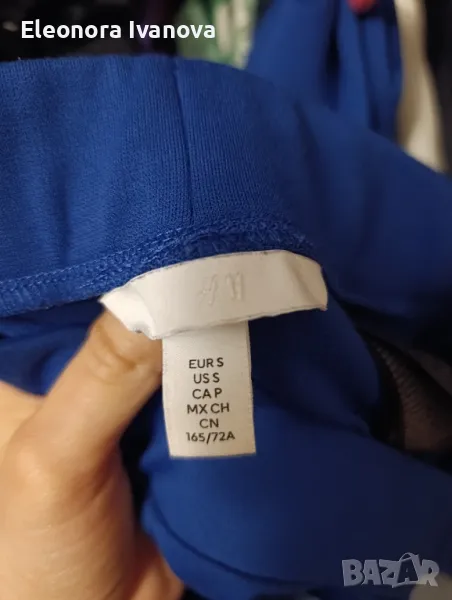 Eleonora Ivanova
H&M
EUR S
US S
CA P
MX CH
CN
165/72A
BAZAR